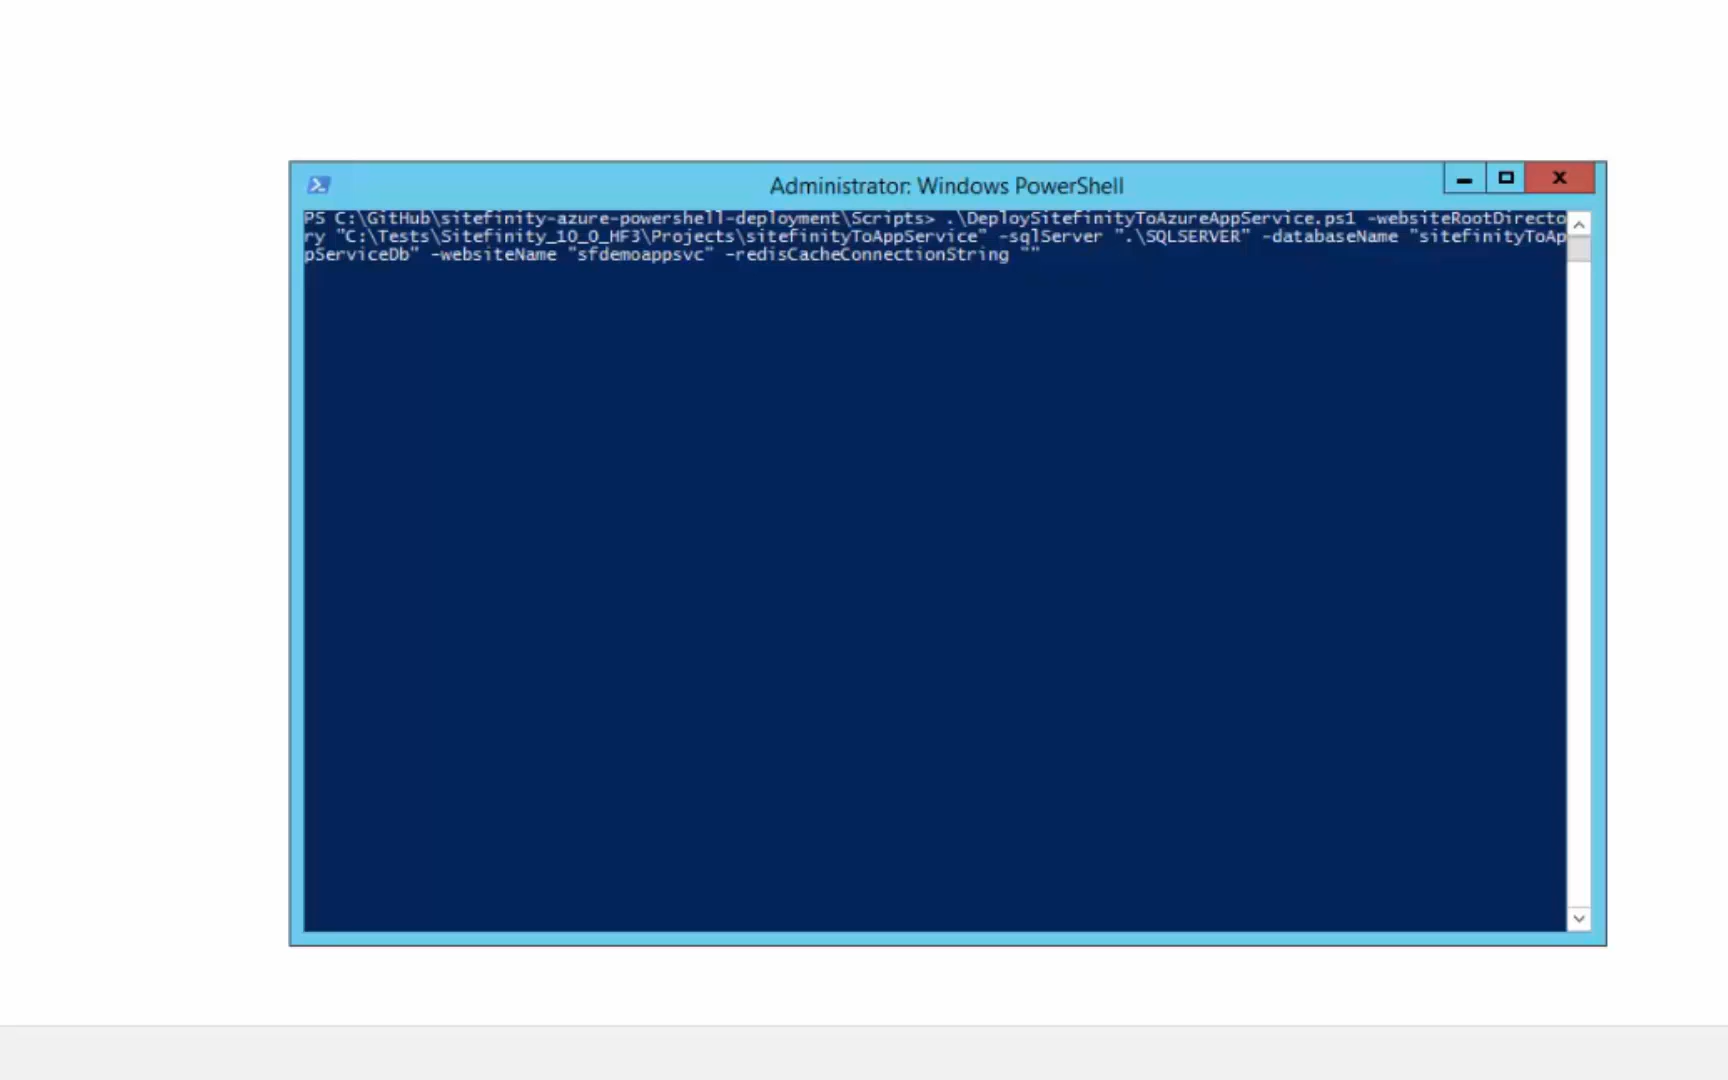 Administrator: Windows PowerShell
PS C:\GitHub\sitefinity-azure-powershell-deployment\Scripts> .\DeploySitefinityToAzureAppService.ps1 -websiteRootDirecto
ry "C:\Tests\Sitefinity_10_0_HF3\Projects\sitefinityToAppService" -sqlServer ".\SQLSERVER" -databaseName "sitefinityToAp
pServiceDb" -websiteName "sfdemoappsvc" -redisCacheConnectionString ""